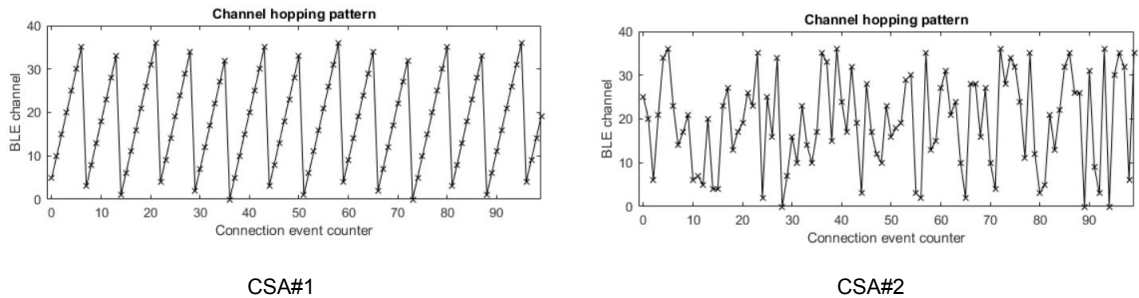 Channel hopping pattern
40
30
20
10
0
BLE channel
0 10 20 30 40 50 60 70 80 90
Connection event counter
CSA#1
Channel hopping pattern
40
30
20
10
0
BLE channel
0 10 20 30 40 50 60 70 80 90
Connection event counter
CSA#2